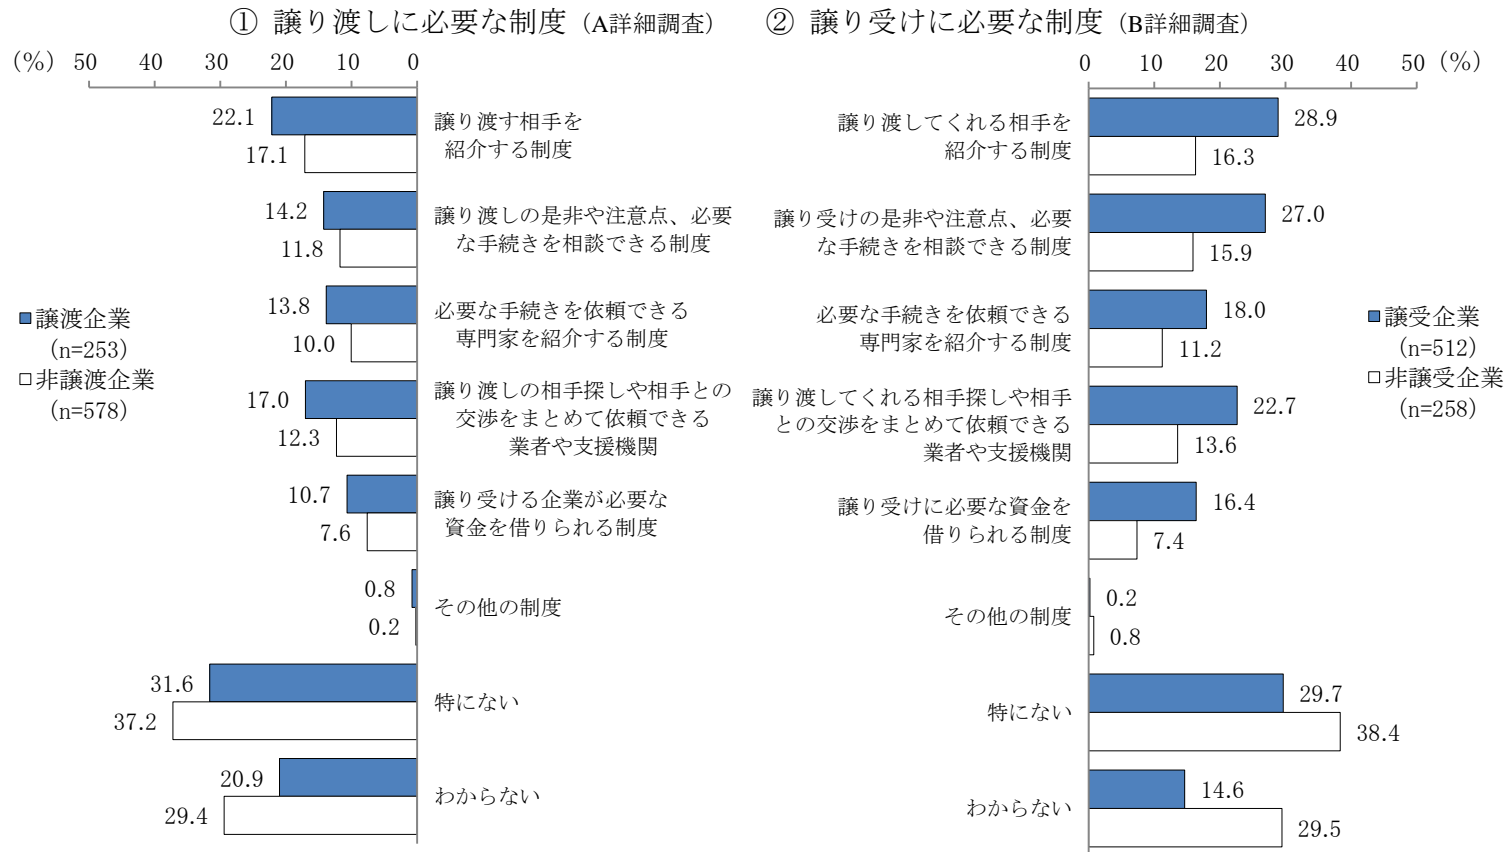 ① 譲り渡しに必要な制度（A詳細調査）
② 譲り受けに必要な制度（B詳細調査）
（%） 50 40 30 20 10 0
0 10 20 30 40 50 （%）
22.1
17.1
譲り渡す相手を
紹介する制度
14.2
11.8
譲り渡しの是非や注意点、必要
な手続きを相談できる制度
13.8
10.0
必要な手続きを依頼できる
専門家を紹介する制度
17.0
12.3
譲り渡しの相手探しや相手との
交渉をまとめて依頼できる
業者や支援機関
10.7
7.6
譲り受ける企業が必要な
資金を借りられる制度
0.8
0.2
その他の制度
31.6
37.2
特にない
20.9
29.4
わからない
譲渡企業
（n=253）
非譲渡企業
（n=578）
譲り渡してくれる相手を
紹介する制度
28.9
16.3
譲り受けの是非や注意点、必要
な手続きを相談できる制度
27.0
15.9
必要な手続きを依頼できる
専門家を紹介する制度
18.0
11.2
譲り渡してくれる相手探しや相手
との交渉をまとめて依頼できる
業者や支援機関
22.7
13.6
譲り受けに必要な資金を
借りられる制度
16.4
7.4
その他の制度
0.2
0.8
特にない
29.7
38.4
わからない
14.6
29.5
譲受企業
（n=512）
非譲受企業
（n=258）